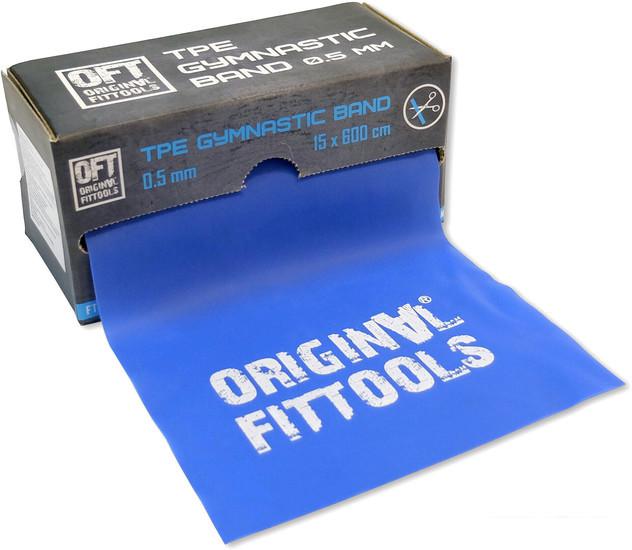 OFT
ORIGINAL
FITTOOLS
TPE
GYMNASTIC
BAND 0.5 MM
OFT
ORIGINAL
FITTOOLS
TPE GYMNASTIC BAND
0.5 mm
15 x 600 cm
FT
ORIGINAL®
FITTOOLS